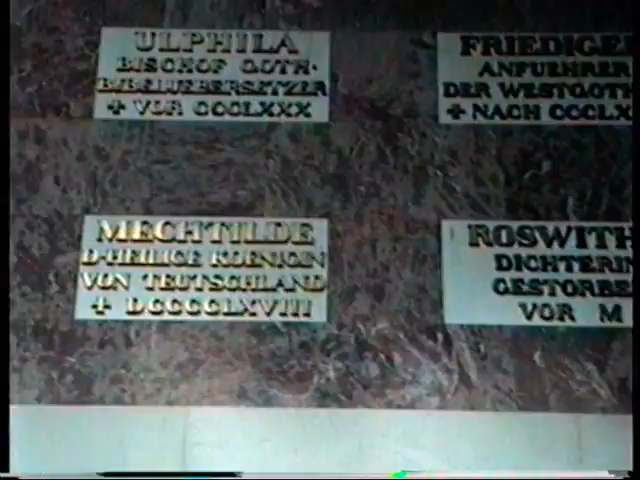 ULPHILA
BISCHOF GOTH·
BIBELUEBERSETZER
+ VOR CCCLXXX
FRIEDIGE
ANFUEHRER
DER WESTGOTH
+ NACH CCCLX
MECHTILDE
D·HEILIGE KOENIGIN
VON TEUTSCHLAND
+ DCCCCLXVIII
ROSWITH
DICHTERIN
GESTORBE
VOR M